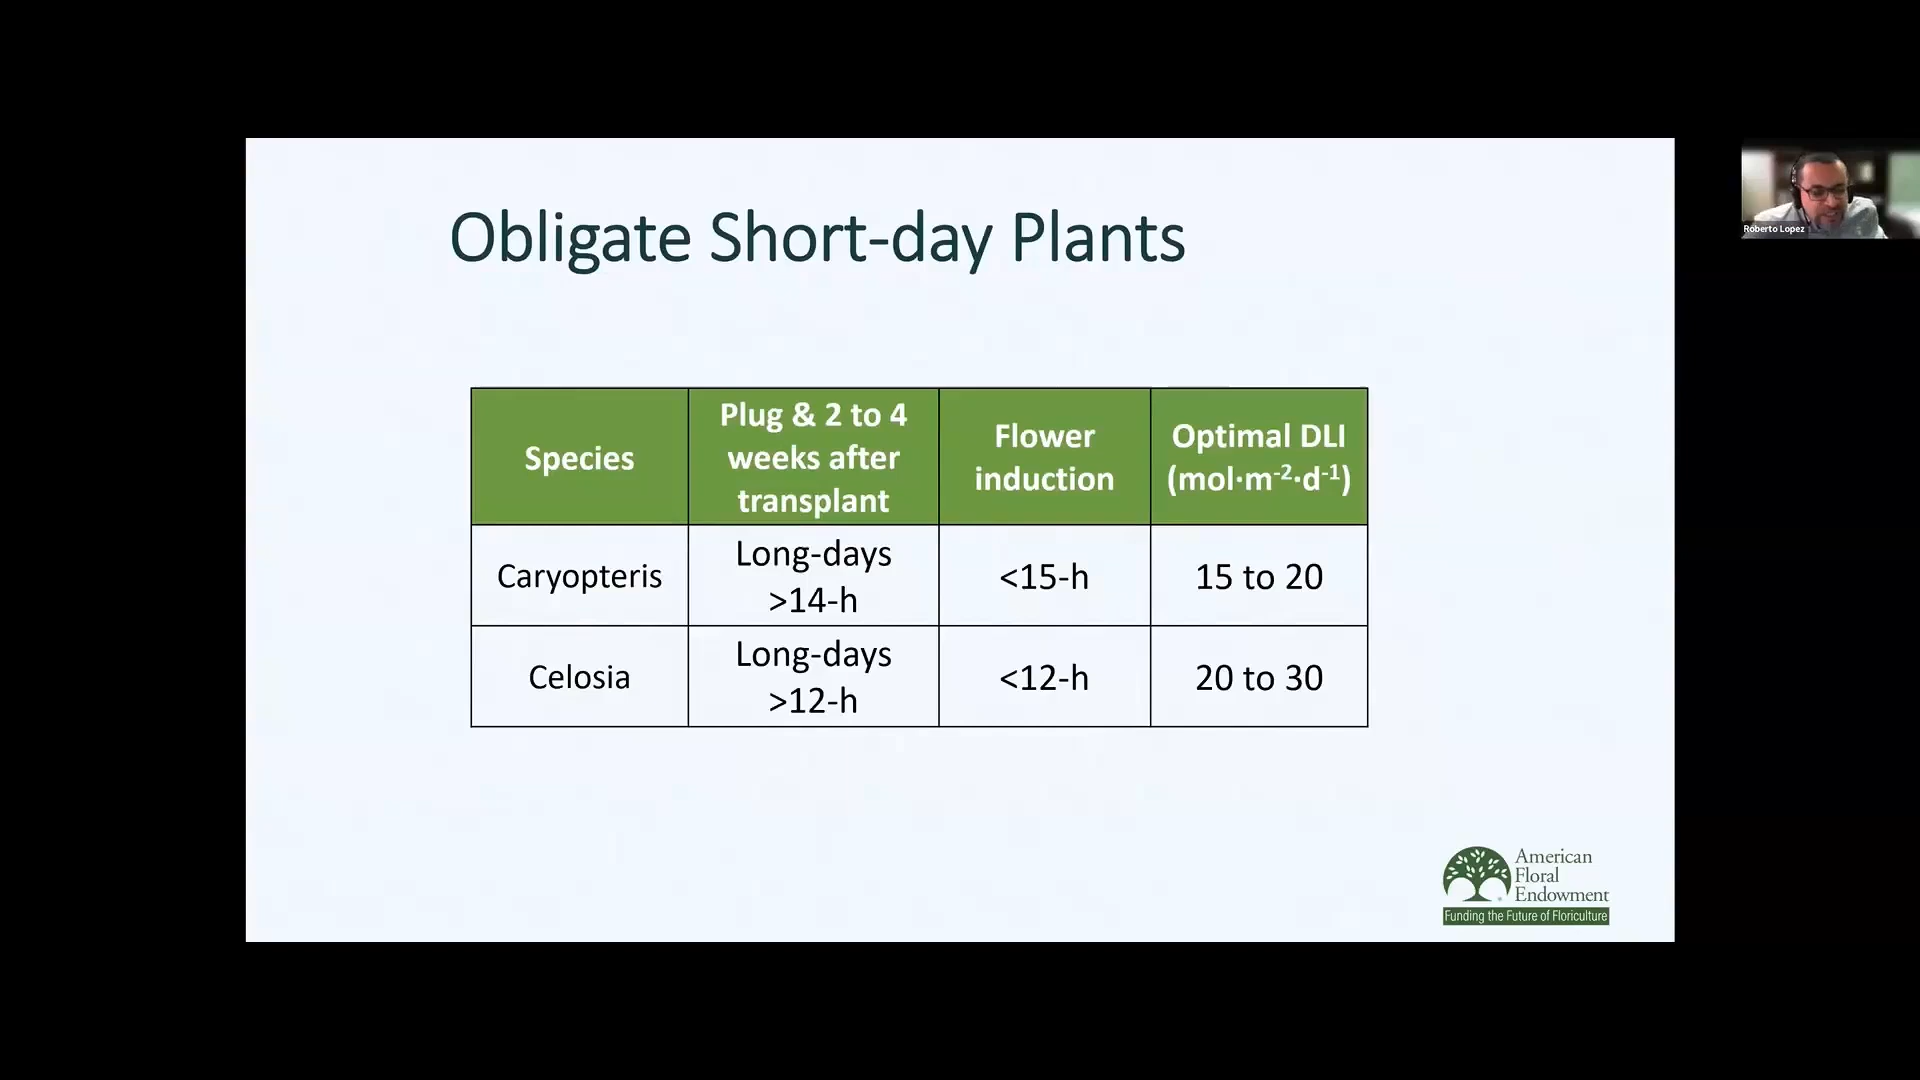 Obligate Short-day Plants
Roberto Lopez
Species
Plug & 2 to 4
weeks after
transplant
Flower
induction
Optimal DLI
(mol·m⁻²·d⁻¹)
Caryopteris
Long-days
>14-h
<15-h
15 to 20
Celosia
Long-days
>12-h
<12-h
20 to 30
American
Floral
Endowment
Funding the Future of Floriculture